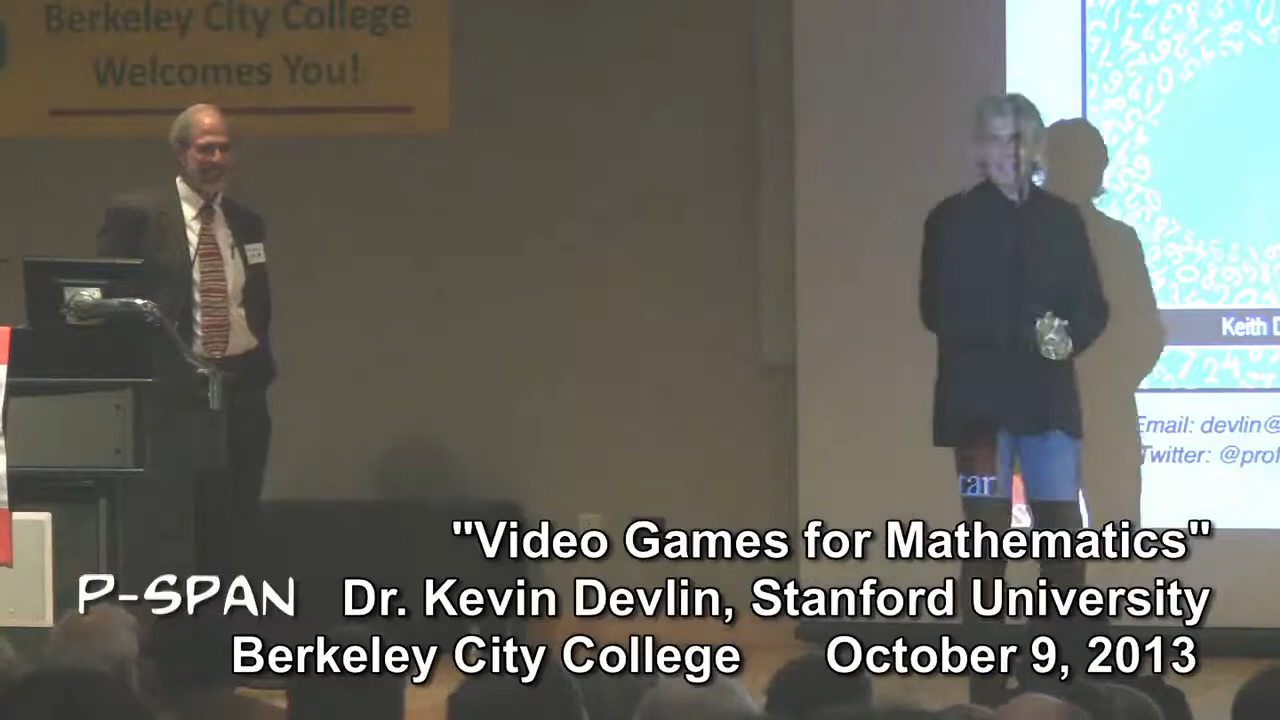 Berkeley City College
Welcomes You!
Keith D
Email: devlin@
Twitter: @prof
tar
"Video Games for Mathematics"
P-SPAN Dr. Kevin Devlin, Stanford University
Berkeley City College October 9, 2013